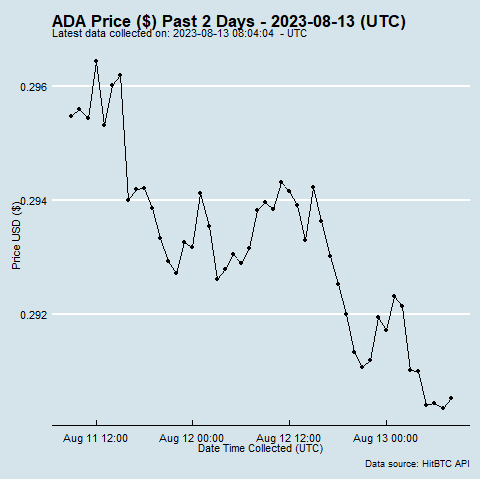 ADA Price ($) Past 2 Days - 2023-08-13 (UTC)
Latest data collected on: 2023-08-13 08:04:04 - UTC
0.296
0.294
0.292
Price USD ($)
Aug 11 12:00 Aug 12 00:00 Aug 12 12:00 Aug 13 00:00
Date Time Collected (UTC)
Data source: HitBTC API